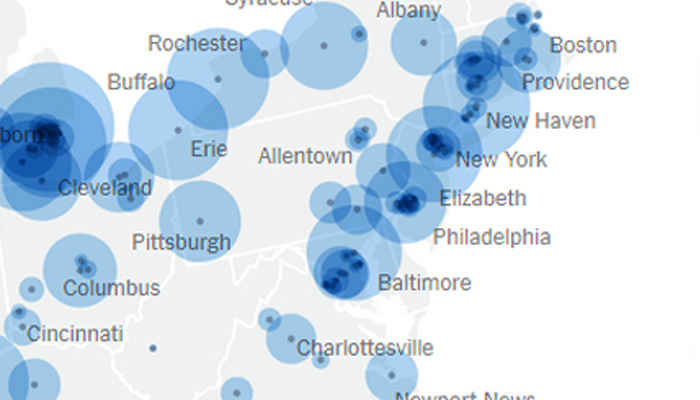 Syracuse
Albany
Rochester
Boston
Buffalo
Providence
New Haven
born
Erie
Allentown
New York
Cleveland
Elizabeth
Pittsburgh
Philadelphia
Baltimore
Columbus
Cincinnati
Charlottesville
Newport News